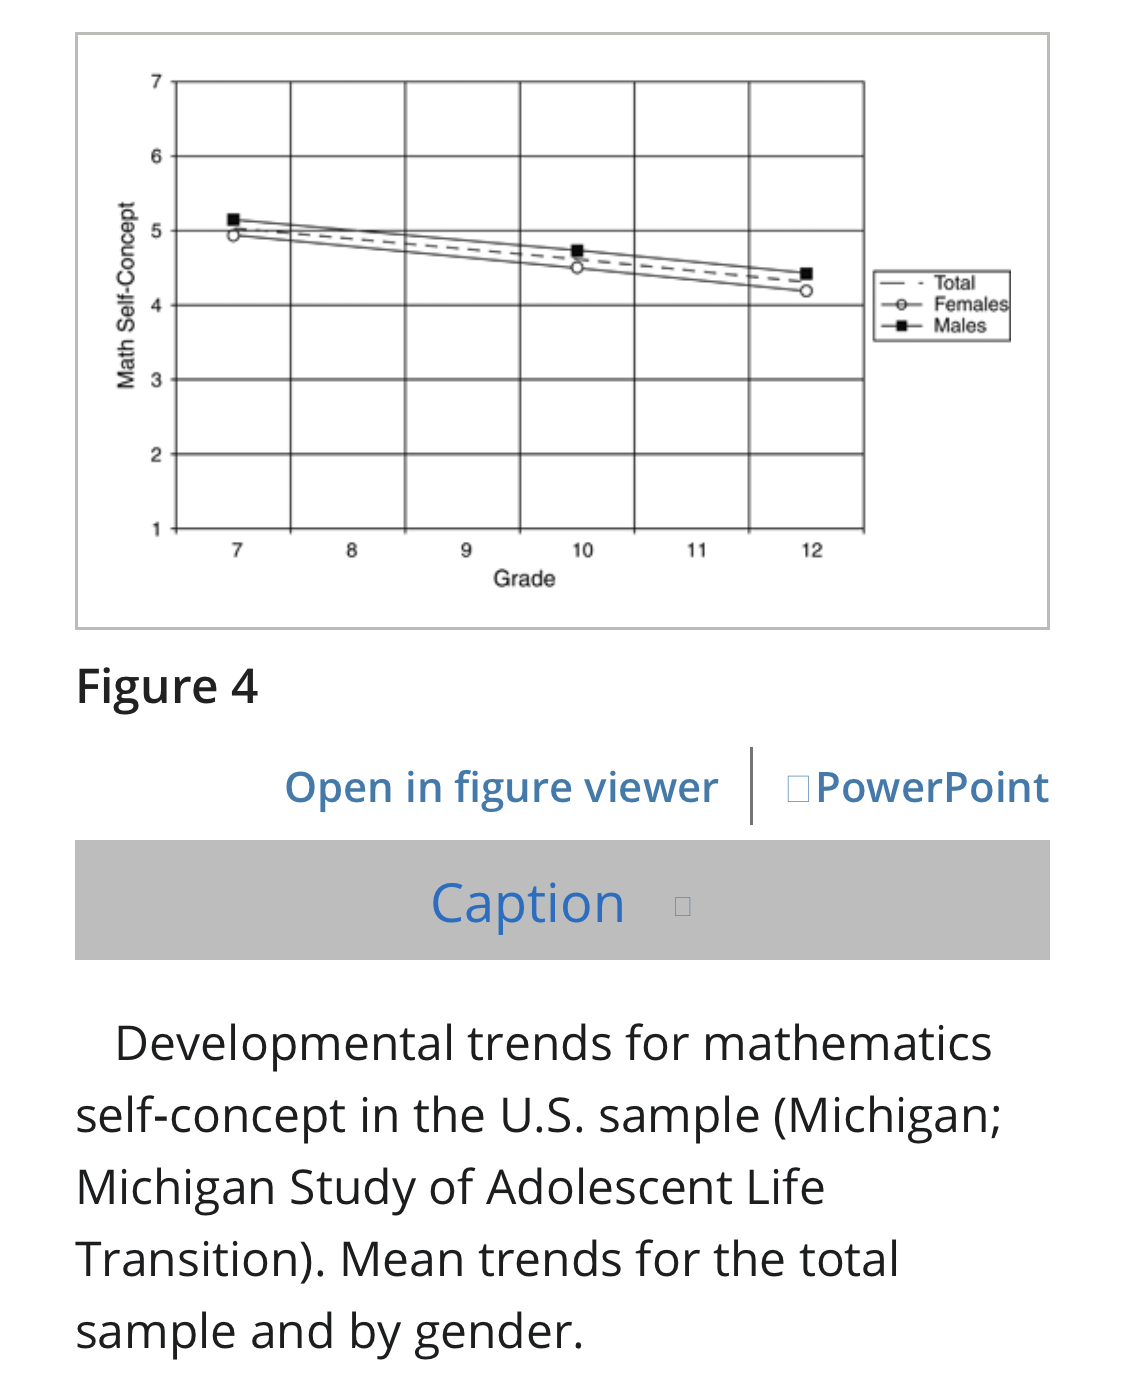 7
6
5
4
3
2
1
Math Self-Concept
7 8 9 10 11 12
Grade
Total
Females
Males
Figure 4
Open in figure viewer
PowerPoint
Caption
Developmental trends for mathematics
self-concept in the U.S. sample (Michigan;
Michigan Study of Adolescent Life
Transition). Mean trends for the total
sample and by gender.